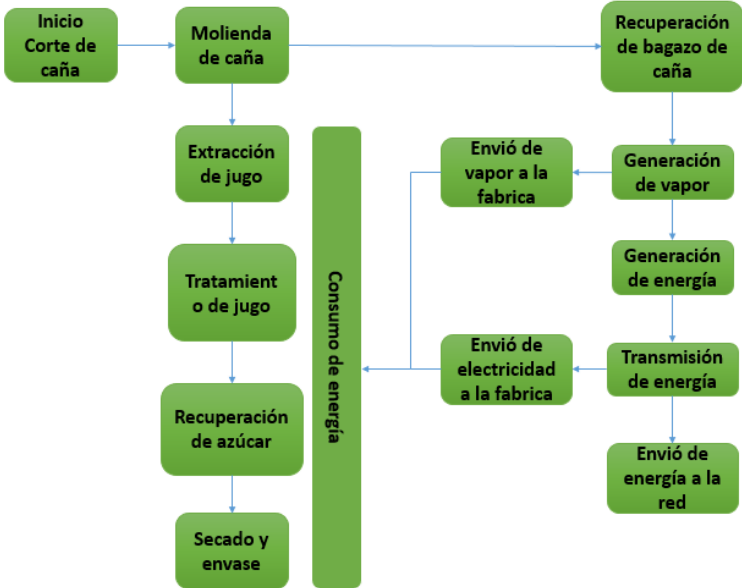 Inicio
Corte de
caña
Molienda
de caña
Recuperación
de bagazo de
caña
Extracción
de jugo
Envió de
vapor a la
fabrica
Generación
de vapor
Tratamient
o de jugo
Consumo de energía
Generación
de energía
Envió de
electricidad
a la fabrica
Transmisión
de energía
Recuperación
de azúcar
Envió de
energía a la
red
Secado y
envase